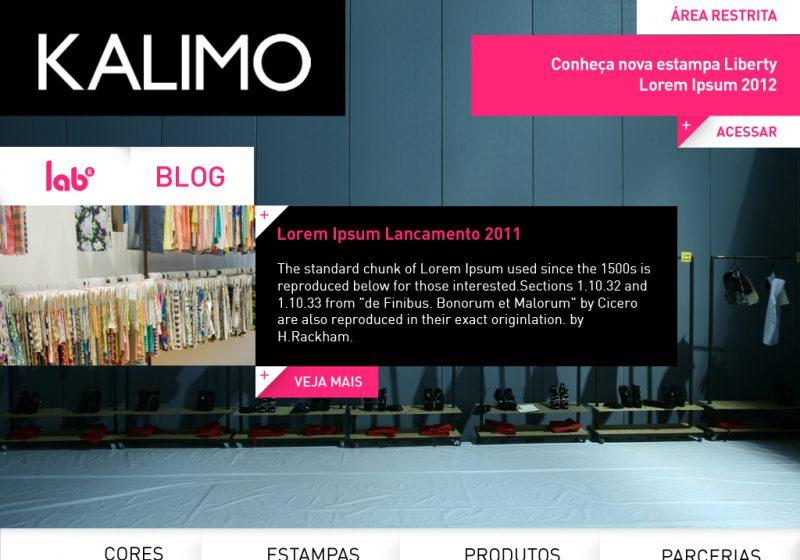 KALIMO
ÁREA RESTRITA
Conheça nova estampa Liberty
Lorem Ipsum 2012
+
ACESSAR
labk
BLOG
+
Lorem Ipsum Lancamento 2011
The standard chunk of Lorem Ipsum used since the 1500s is
reproduced below for those interested.Sections 1.10.32 and
1.10.33 from "de Finibus. Bonorum et Malorum" by Cicero
are also reproduced in their exact originlation. by
H.Rackham.
+
VEJA MAIS
CORES
ESTAMPAS
PRODUTOS
PARCERIAS